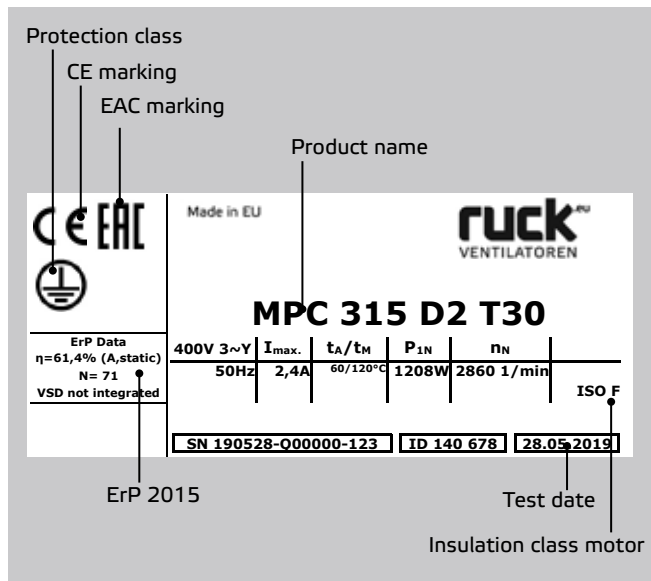 Protection class
CE marking
EAC marking
Product name
CE EAC
Made in EU
ruck.eu
VENTILATOREN
MPC 315 D2 T30
ErP Data
η=61,4% (A,static)
N= 71
VSD not integrated
400V 3~Y Imax. tA/tM P1N nN
50Hz 2,4A 60/120°C 1208W 2860 1/min
ISO F
SN 190528-Q00000-123 ID 140 678 28.05.2019
ErP 2015
Test date
Insulation class motor